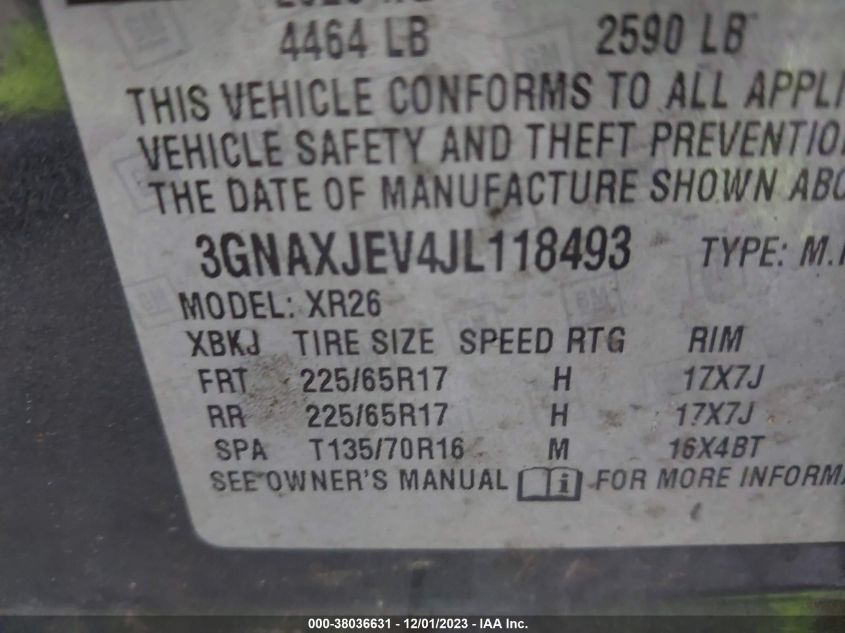 4464 LB 2590 LB
THIS VEHICLE CONFORMS TO ALL APPLI
VEHICLE SAFETY AND THEFT PREVENTIO
THE DATE OF MANUFACTURE SHOWN ABO
3GNAXJEV4JL118493 TYPE: M.
MODEL: XR26
XBKJ TIRE SIZE SPEED RTG RIM
FRT 225/65R17 H 17X7J
RR 225/65R17 H 17X7J
SPA T135/70R16 M 16X4BT
SEE OWNER'S MANUAL i FOR MORE INFORMA
000-38036631 - 12/01/2023 - IAA Inc.